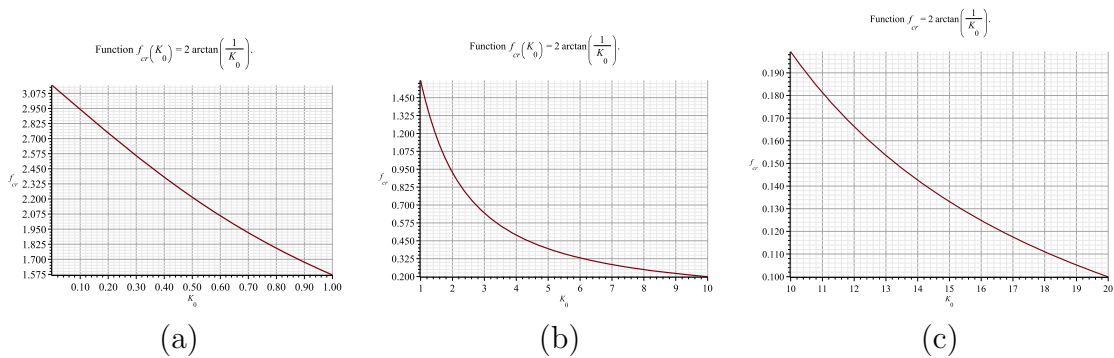 Function f_cr(K_0) = 2 arctan(1/K_0).
3.075
2.950
2.825
2.700
2.575
2.450
2.325
2.200
2.075
1.950
1.825
1.700
1.575
f_cr
0.10 0.20 0.30 0.40 0.50 0.60 0.70 0.80 0.90 1.00
K_0
(a)
Function f_cr(K_0) = 2 arctan(1/K_0).
1.450
1.325
1.200
1.075
0.950
0.825
0.700
0.575
0.450
0.325
0.200
f_cr
1 2 3 4 5 6 7 8 9 10
K_0
(b)
Function f_cr = 2 arctan(1/K_0).
0.190
0.180
0.170
0.160
0.150
0.140
0.130
0.120
0.110
0.100
f_cr
10 11 12 13 14 15 16 17 18 19 20
K_0
(c)